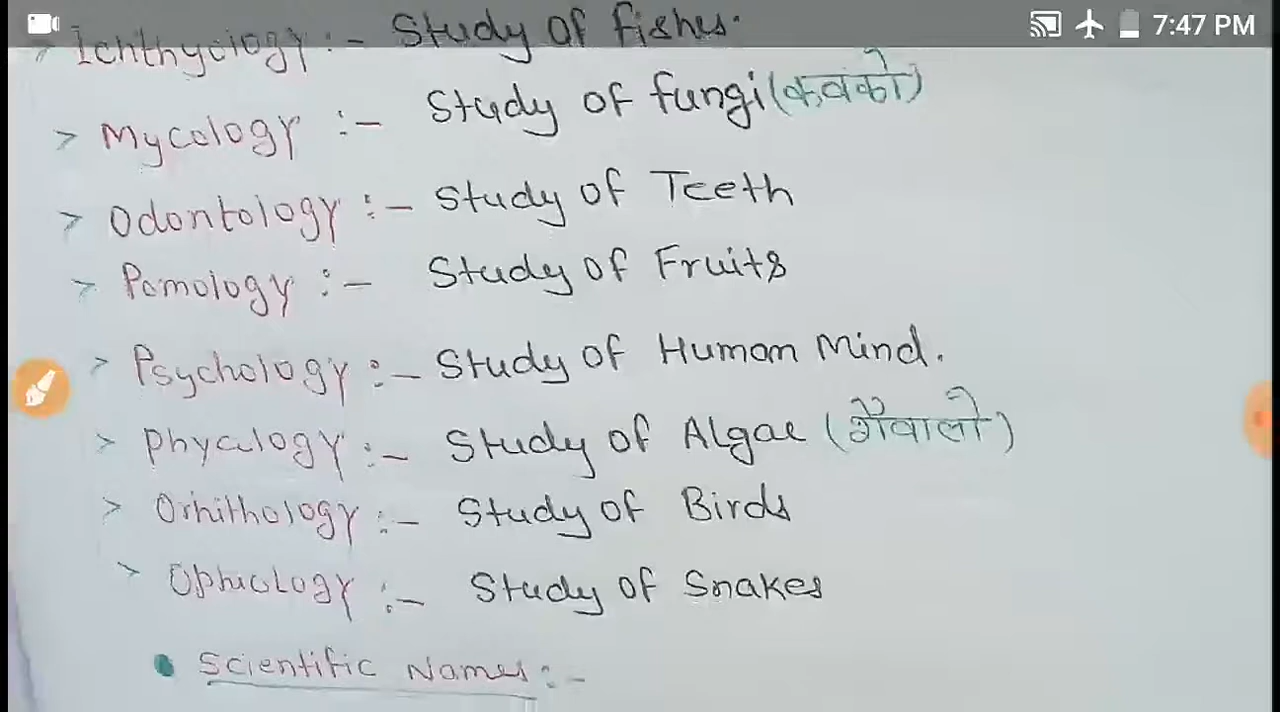 7:47 PM
> Ichthyology :- Study of fishes.
> Mycology :- Study of fungi (कवको)
> Odontology :- Study of Teeth
> Pomology :- Study of Fruits
> Psychology :- Study of Human Mind.
> Phycology :- Study of Algae (शैवालो)
> Ornithology :- Study of Birds
> Ophiology :- Study of Snakes
• Scientific Names :-